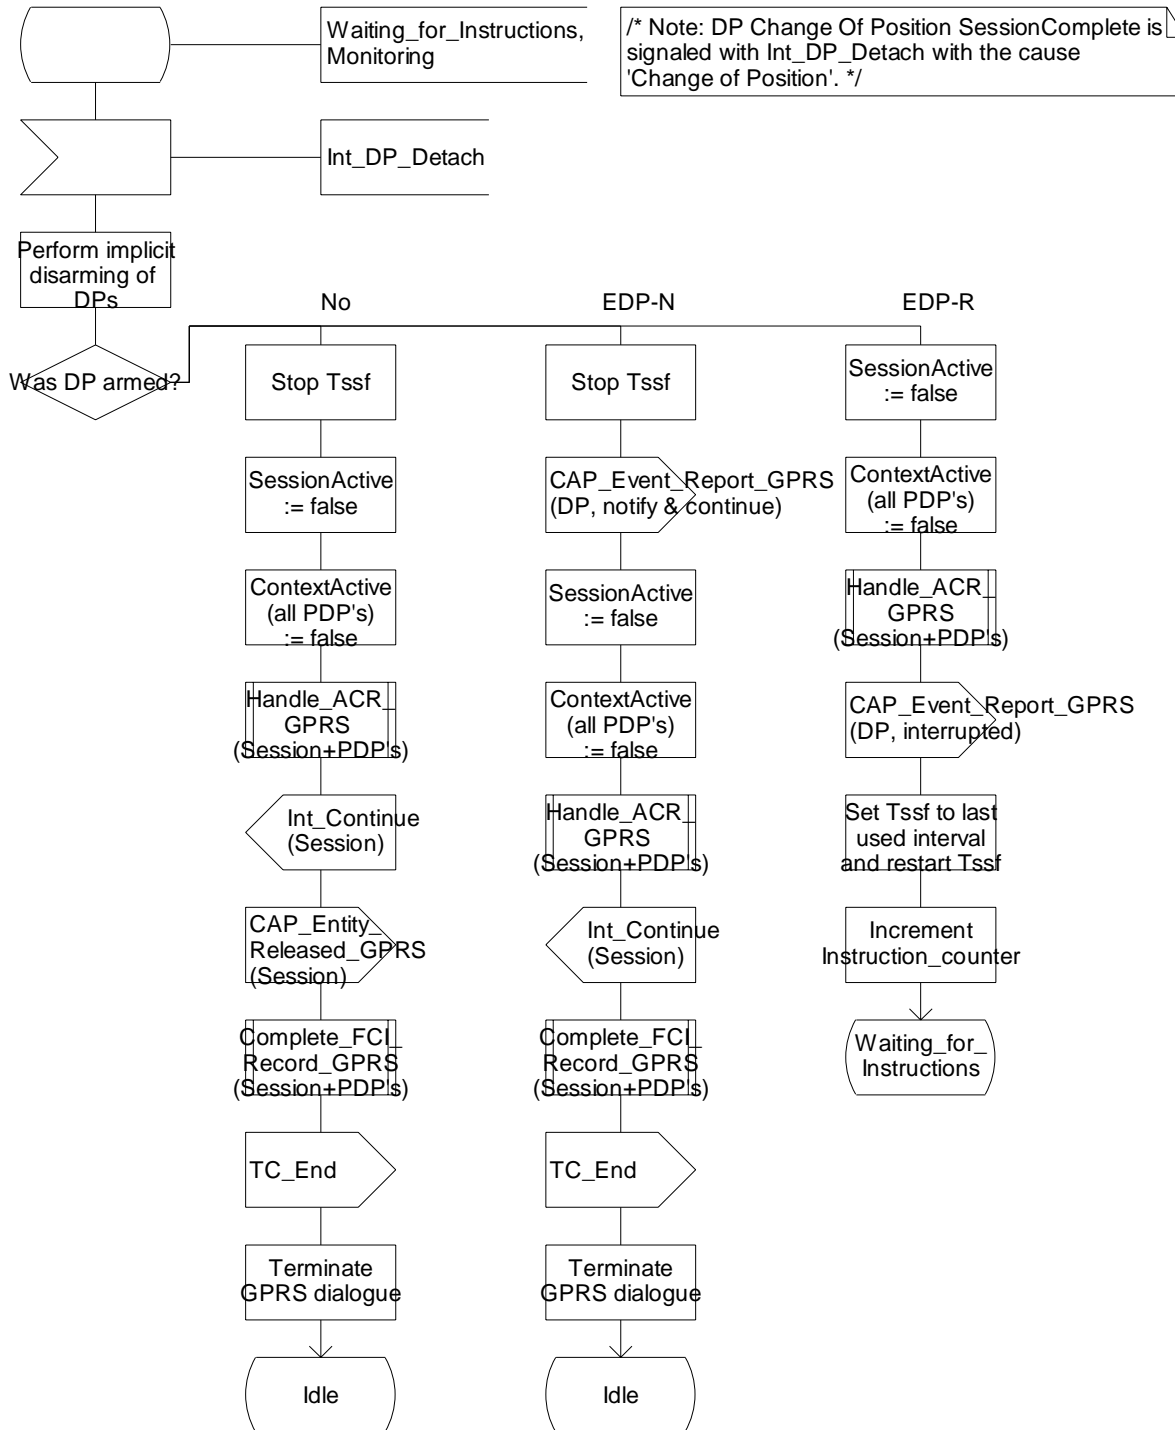 Waiting_for_Instructions,
Monitoring
/* Note: DP Change Of Position SessionComplete is
signaled with Int_DP_Detach with the cause
'Change of Position'. */
Int_DP_Detach
Perform implicit
disarming of
DPs
Was DP armed?
No
Stop Tssf
SessionActive
:= false
ContextActive
(all PDP's)
:= false
Handle_ACR_
GPRS
(Session+PDP's)
Int_Continue
(Session)
CAP_Entity_
Released_GPRS
(Session)
Complete_FCI_
Record_GPRS
(Session+PDP's)
TC_End
Terminate
GPRS dialogue
Idle
EDP-N
Stop Tssf
CAP_Event_Report_GPRS
(DP, notify & continue)
SessionActive
:= false
ContextActive
(all PDP's)
:= false
Handle_ACR_
GPRS
(Session+PDP's)
Int_Continue
(Session)
Complete_FCI_
Record_GPRS
(Session+PDP's)
TC_End
Terminate
GPRS dialogue
Idle
EDP-R
SessionActive
:= false
ContextActive
(all PDP's)
:= false
Handle_ACR_
GPRS
(Session+PDP's)
CAP_Event_Report_GPRS
(DP, interrupted)
Set Tssf to last
used interval
and restart Tssf
Increment
Instruction_counter
Waiting_for_
Instructions